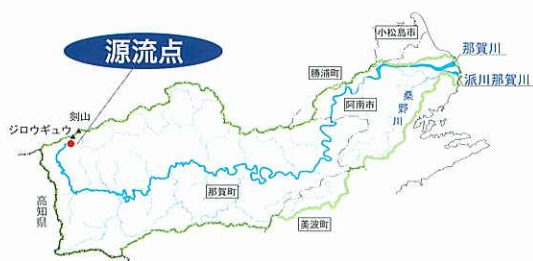 源流点
剣山
ジロウギュウ
高知県
那賀町
美波町
勝浦町
阿南市
小松島市
桑野川
那賀川
派川那賀川